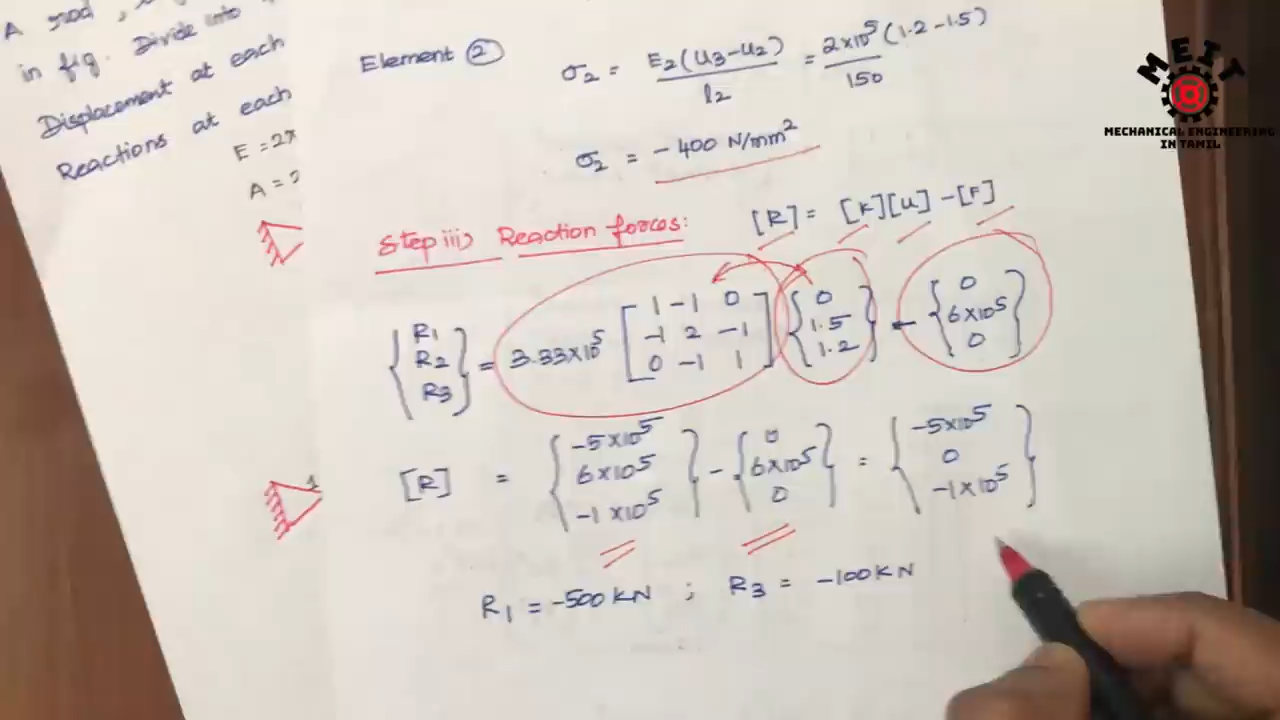 A rod,
in fig. Divide into
Displacement at each
Reactions at each
E = 2×
A =
Element ②
σ₂ = E₂(u₃-u₂) / l₂ = 2×10⁵(1.2-1.5) / 150
σ₂ = -400 N/mm²
Step iii) Reaction forces:
[R] = [K][u] - [F]
{R₁ R₂ R₃} = 3.33×10⁵ [1 -1 0 -1 2 -1 0 -1 1] {0 1.5 1.2} - {0 6×10⁵ 0}
[R] = {-5×10⁵ 6×10⁵ -1×10⁵} - {0 6×10⁵ 0} = {-5×10⁵ 0 -1×10⁵}
R₁ = -500 KN ; R₃ = -100 KN
MEIT
MECHANICAL ENGINEERING
IN TAMIL